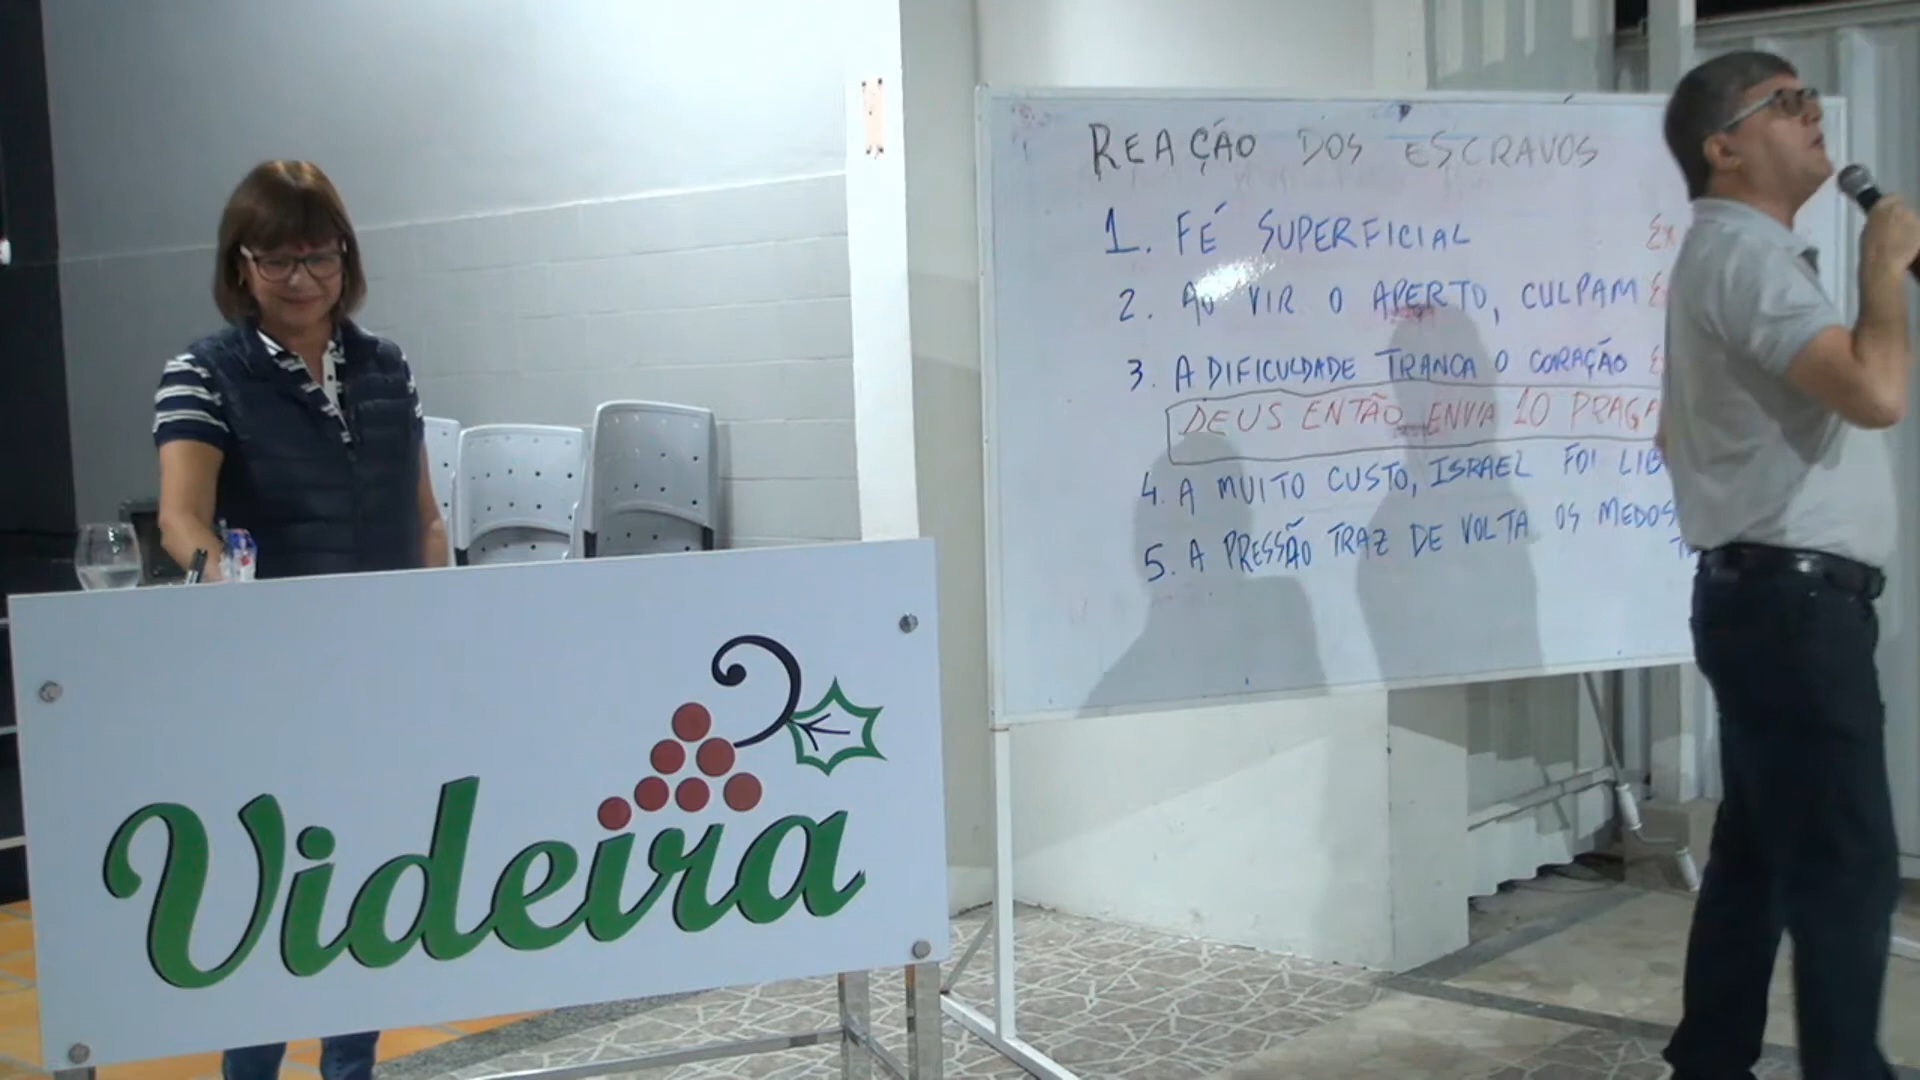 REAÇÃO DOS ESCRAVOS
1. FÉ SUPERFICIAL Ex
2. AO VIR O APERTO, CULPAM
3. A DIFICULDADE TRANCA O CORAÇÃO
DEUS ENTÃO ENVIA 10 PRAGA
4. A MUITO CUSTO, ISRAEL FOI LIB
5. A PRESSÃO TRAZ DE VOLTA OS MEDOS
Videira